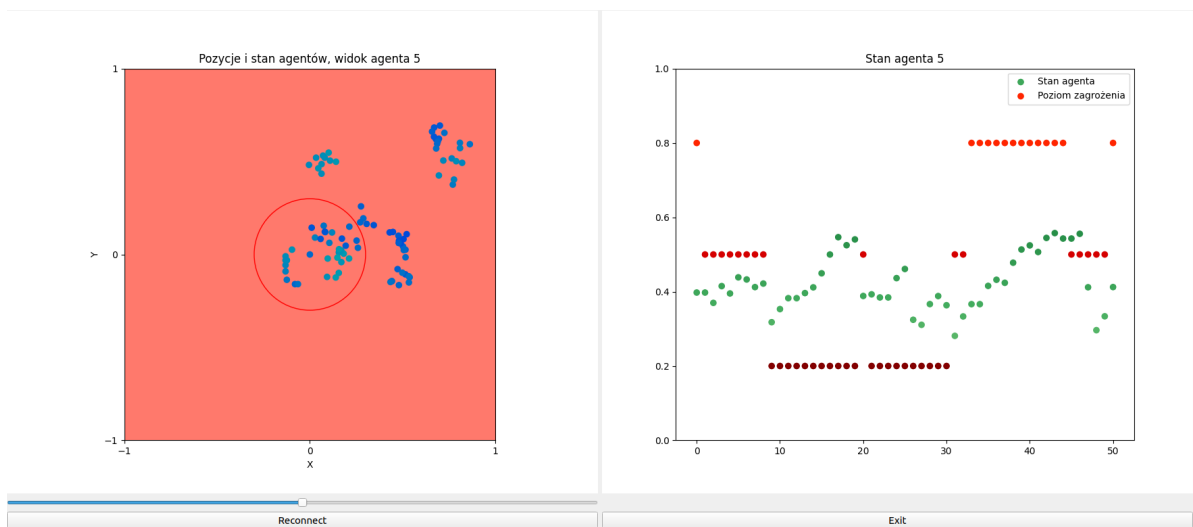 Pozycje i stan agentów, widok agenta 5
1
0
−1
Y
−1 0 1
X
Stan agenta 5
Stan agenta
Poziom zagrożenia
1.0
0.8
0.6
0.4
0.2
0.0
0 10 20 30 40 50
Reconnect
Exit